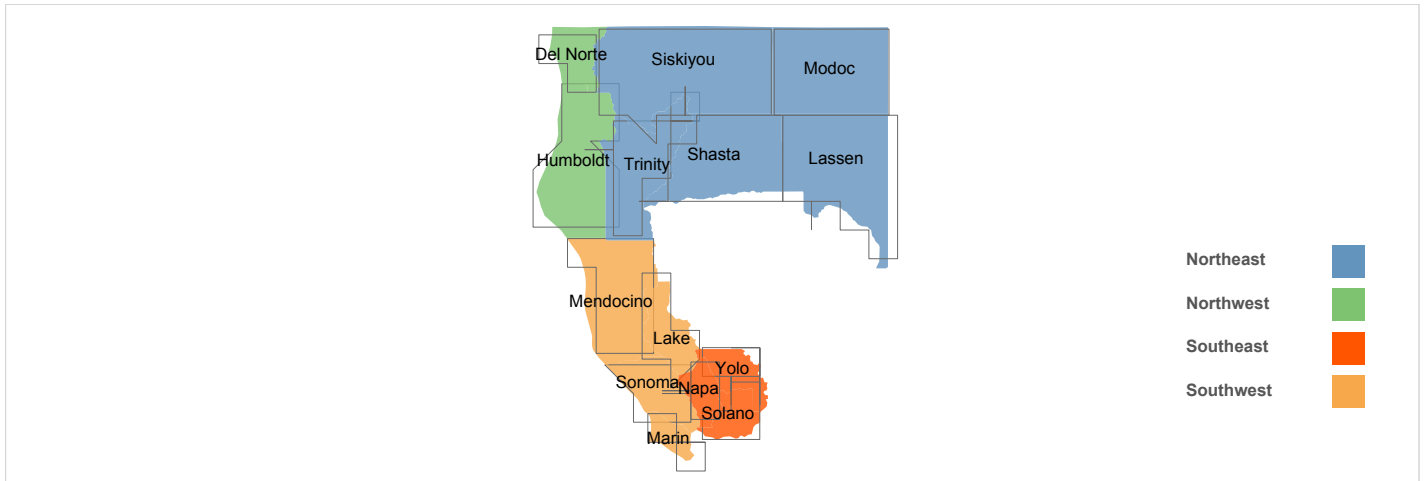 Del Norte
Siskiyou
Modoc
Humboldt
Trinity
Shasta
Lassen
Mendocino
Lake
Yolo
Sonoma
Napa
Solano
Marin
Northeast
Northwest
Southeast
Southwest